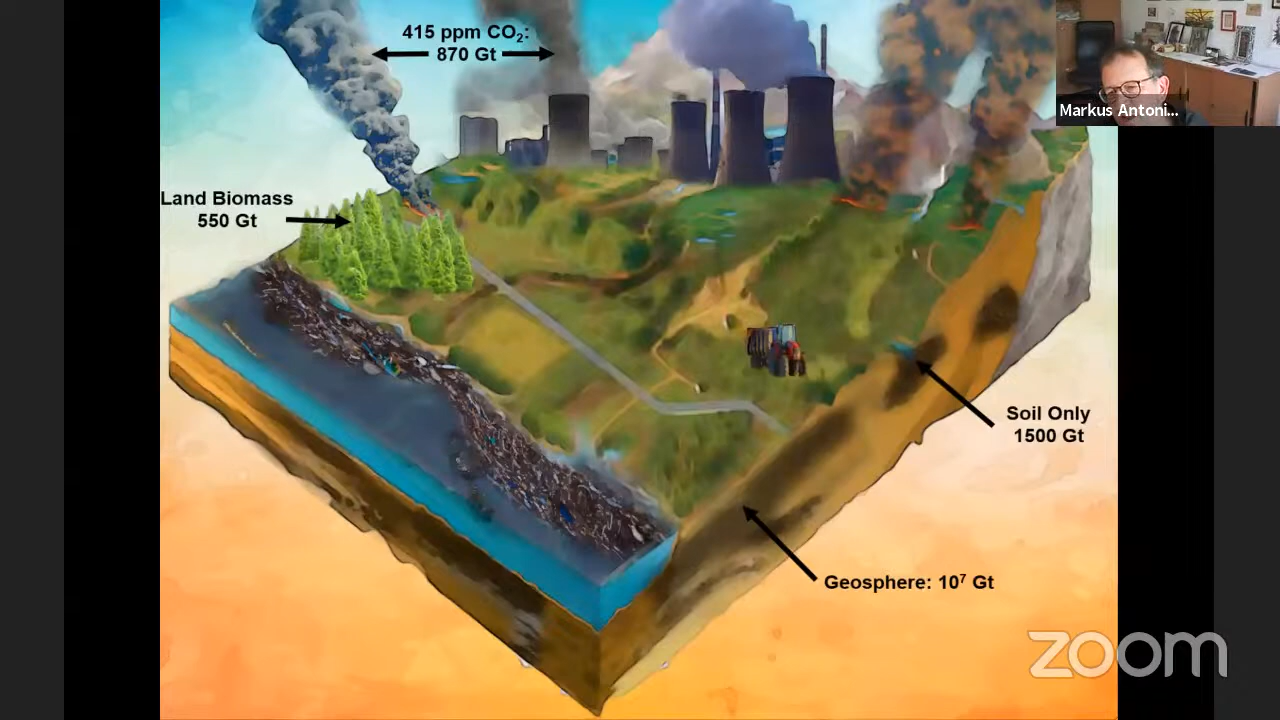 415 ppm CO₂:
870 Gt
Markus Antoni...
Land Biomass
550 Gt
Soil Only
1500 Gt
Geosphere: 10⁷ Gt
zoom